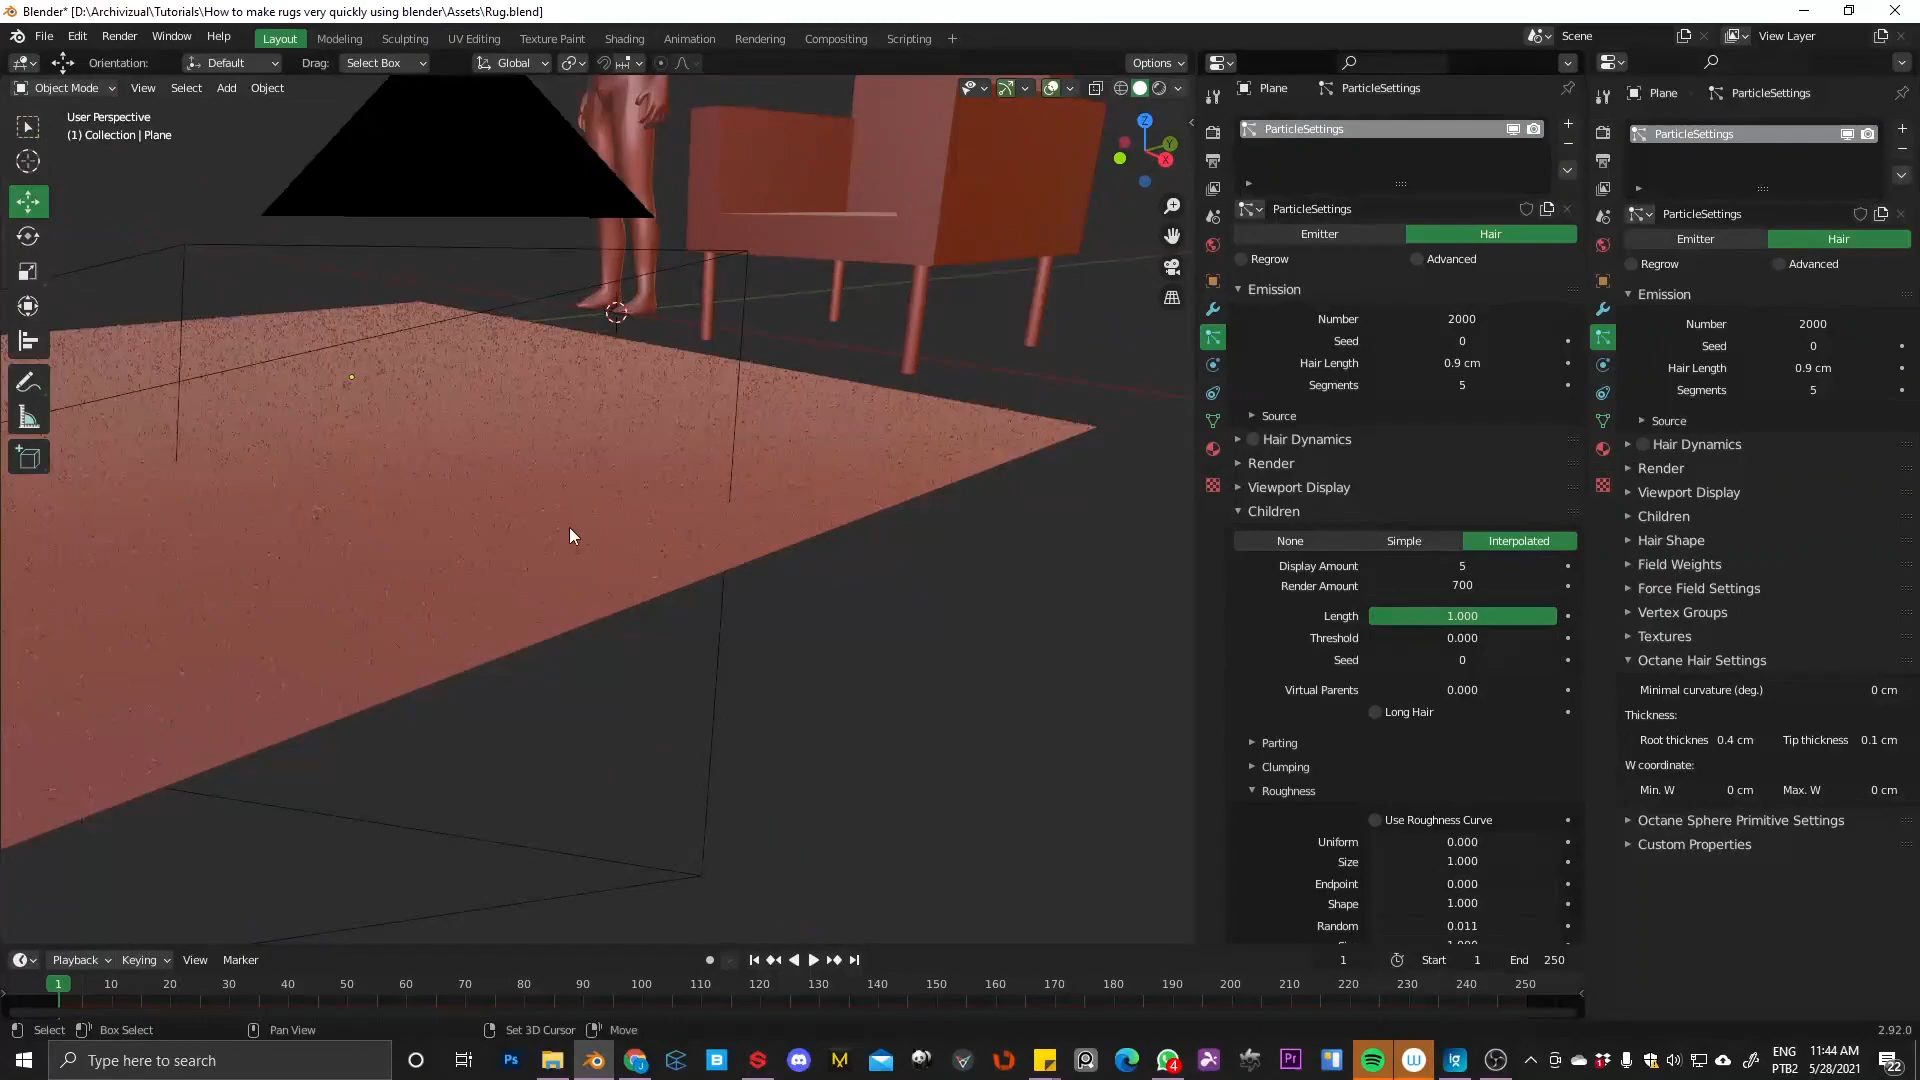 Blender* [D:\Archivizual\Tutorials\How to make rugs very quickly using blender\Assets\Rug.blend]
File Edit Render Window Help Layout Modeling Sculpting UV Editing Texture Paint Shading Animation Rendering Compositing Scripting + Scene View Layer
Orientation: Default Drag: Select Box Global Options
Object Mode View Select Add Object
User Perspective
(1) Collection | Plane
Z
Y
X
Plane ParticleSettings
ParticleSettings
ParticleSettings
Emitter Hair
Regrow Advanced
Emission
Number 2000
Seed 0
Hair Length 0.9 cm
Segments 5
Source
Hair Dynamics
Render
Viewport Display
Children
None Simple Interpolated
Display Amount 5
Render Amount 700
Length 1.000
Threshold 0.000
Seed 0
Virtual Parents 0.000
Long Hair
Parting
Clumping
Roughness
Use Roughness Curve
Uniform 0.000
Size 1.000
Endpoint 0.000
Shape 1.000
Random 0.011
Plane ParticleSettings
ParticleSettings
ParticleSettings
Emitter Hair
Regrow Advanced
Emission
Number 2000
Seed 0
Hair Length 0.9 cm
Segments 5
Source
Hair Dynamics
Render
Viewport Display
Children
Hair Shape
Field Weights
Force Field Settings
Vertex Groups
Textures
Octane Hair Settings
Minimal curvature (deg.) 0 cm
Thickness:
Root thicknes 0.4 cm Tip thickness 0.1 cm
W coordinate:
Min. W 0 cm Max. W 0 cm
Octane Sphere Primitive Settings
Custom Properties
Playback Keying View Marker 1 Start 1 End 250
1 10 20 30 40 50 60 70 80 90 100 110 120 130 140 150 160 170 180 190 200 210 220 230 240 250
Select Box Select Pan View Set 3D Cursor Move 2.92.0
Type here to search
Ps
B
M
4
Pr
W
ig
ENG
PTB2
11:44 AM
5/28/2021
22